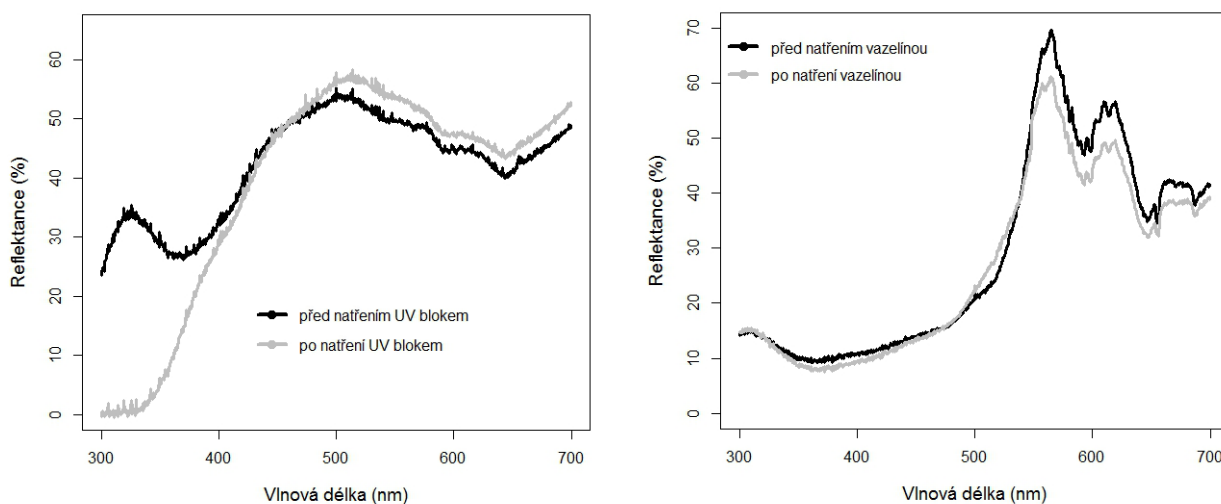 60
50
40
30
20
10
0
Reflektance (%)
před natřením UV blokem
po natření UV blokem
300 400 500 600 700
Vlnová délka (nm)
70
60
50
40
30
20
10
0
Reflektance (%)
před natřením vazelínou
po natření vazelínou
300 400 500 600 700
Vlnová délka (nm)